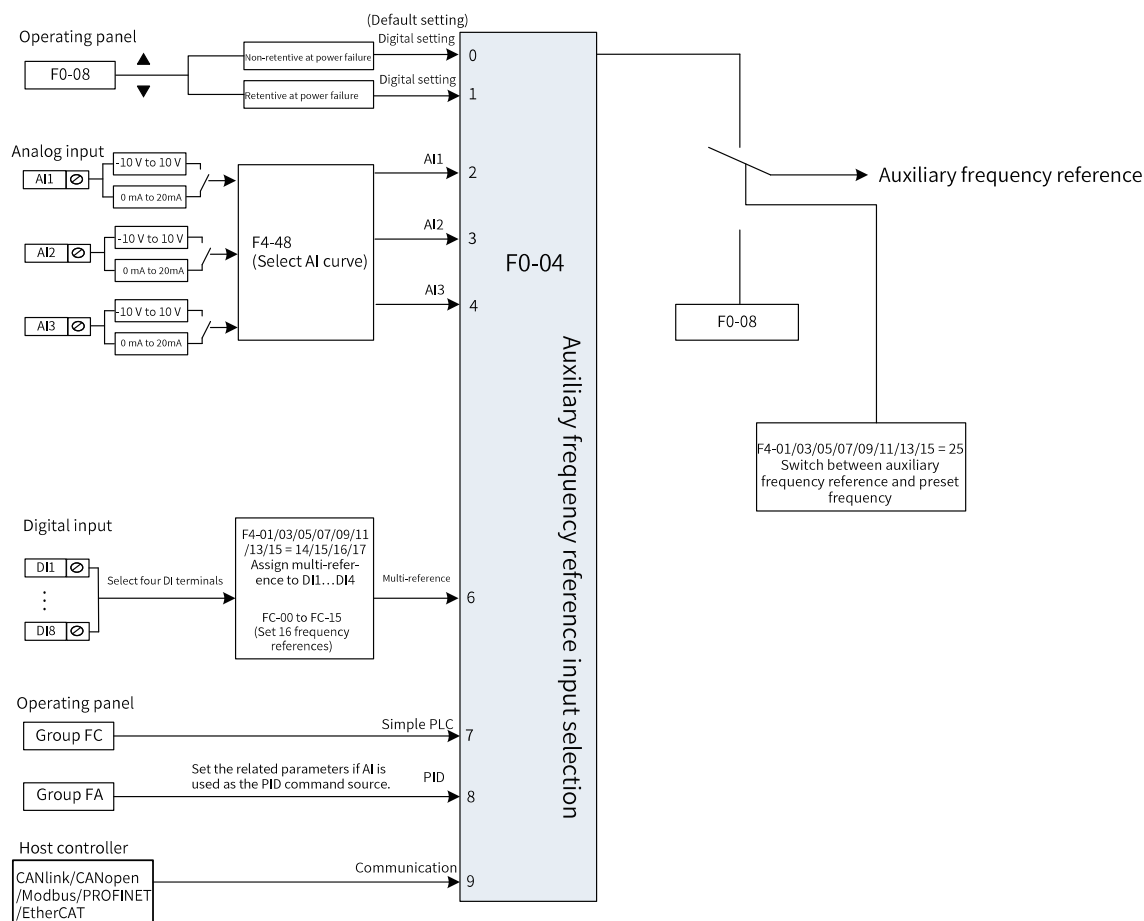 (Default setting)
Operating panel
F0-08
▲
▼
Non-retentive at power failure
Digital setting
0
Retentive at power failure
Digital setting
1
Analog input
AI1
-10 V to 10 V
0 mA to 20mA
AI2
-10 V to 10 V
0 mA to 20mA
AI3
-10 V to 10 V
0 mA to 20mA
F4-48
(Select AI curve)
AI1
2
AI2
3
AI3
4
F0-04
Auxiliary frequency reference input selection
Auxiliary frequency reference
F0-08
F4-01/03/05/07/09/11/13/15 = 25
Switch between auxiliary
frequency reference and preset
frequency
Digital input
DI1
⋮
DI8
Select four DI terminals
F4-01/03/05/07/09/11
/13/15 = 14/15/16/17
Assign multi-refer-
ence to DI1...DI4
FC-00 to FC-15
(Set 16 frequency
references)
Multi-reference
6
Operating panel
Group FC
Simple PLC
7
Group FA
Set the related parameters if AI is
used as the PID command source.
PID
8
Host controller
CANlink/CANopen
/Modbus/PROFINET
/EtherCAT
Communication
9